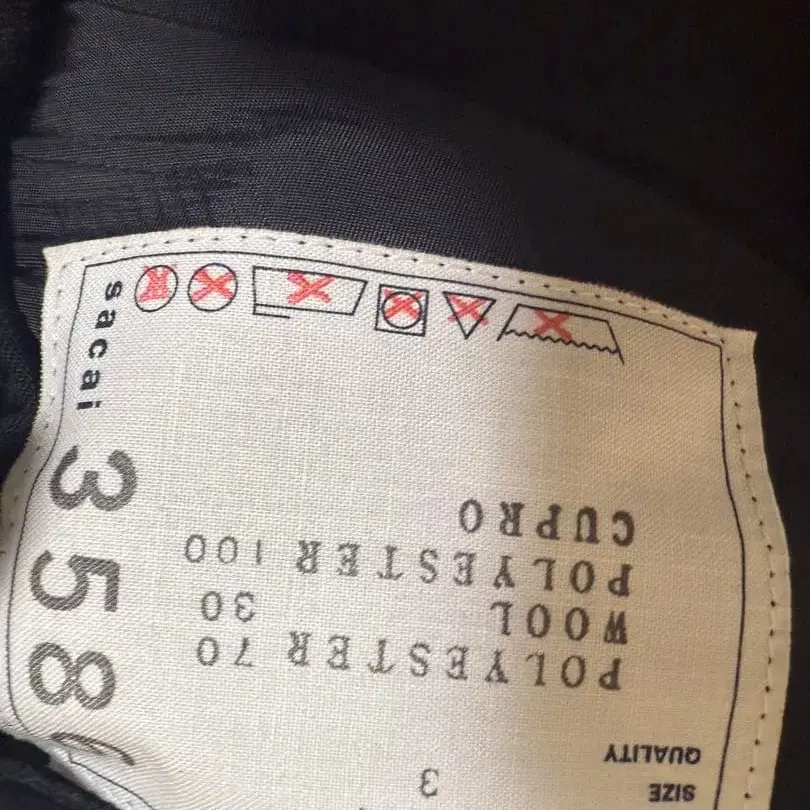 SIZE 3
QUALITY
POLYESTER 70
WOOL 30
POLYESTER 100
CUPRO
sacai
358